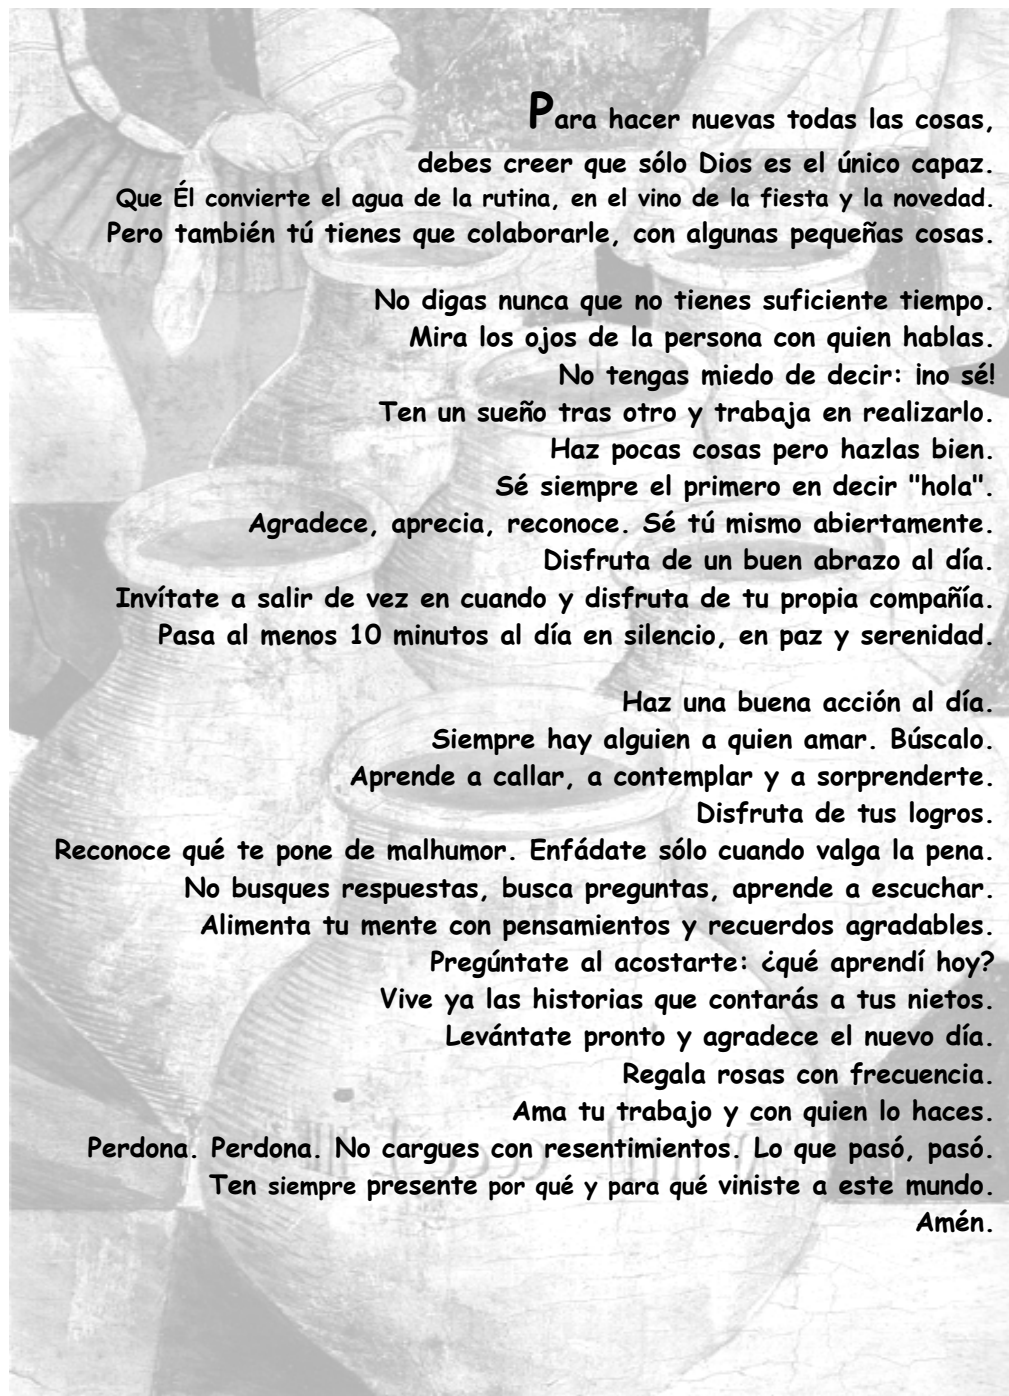 Para hacer nuevas todas las cosas,
debes creer que sólo Dios es el único capaz.
Que Él convierte el agua de la rutina, en el vino de la fiesta y la novedad.
Pero también tú tienes que colaborarle, con algunas pequeñas cosas.
No digas nunca que no tienes suficiente tiempo.
Mira los ojos de la persona con quien hablas.
No tengas miedo de decir: ¡no sé!
Ten un sueño tras otro y trabaja en realizarlo.
Haz pocas cosas pero hazlas bien.
Sé siempre el primero en decir "hola".
Agradece, aprecia, reconoce. Sé tú mismo abiertamente.
Disfruta de un buen abrazo al día.
Invítate a salir de vez en cuando y disfruta de tu propia compañía.
Pasa al menos 10 minutos al día en silencio, en paz y serenidad.
Haz una buena acción al día.
Siempre hay alguien a quien amar. Búscalo.
Aprende a callar, a contemplar y a sorprenderte.
Disfruta de tus logros.
Reconoce qué te pone de malhumor. Enfádate sólo cuando valga la pena.
No busques respuestas, busca preguntas, aprende a escuchar.
Alimenta tu mente con pensamientos y recuerdos agradables.
Pregúntate al acostarte: ¿qué aprendí hoy?
Vive ya las historias que contarás a tus nietos.
Levántate pronto y agradece el nuevo día.
Regala rosas con frecuencia.
Ama tu trabajo y con quien lo haces.
Perdona. Perdona. No cargues con resentimientos. Lo que pasó, pasó.
Ten siempre presente por qué y para qué viniste a este mundo.
Amén.